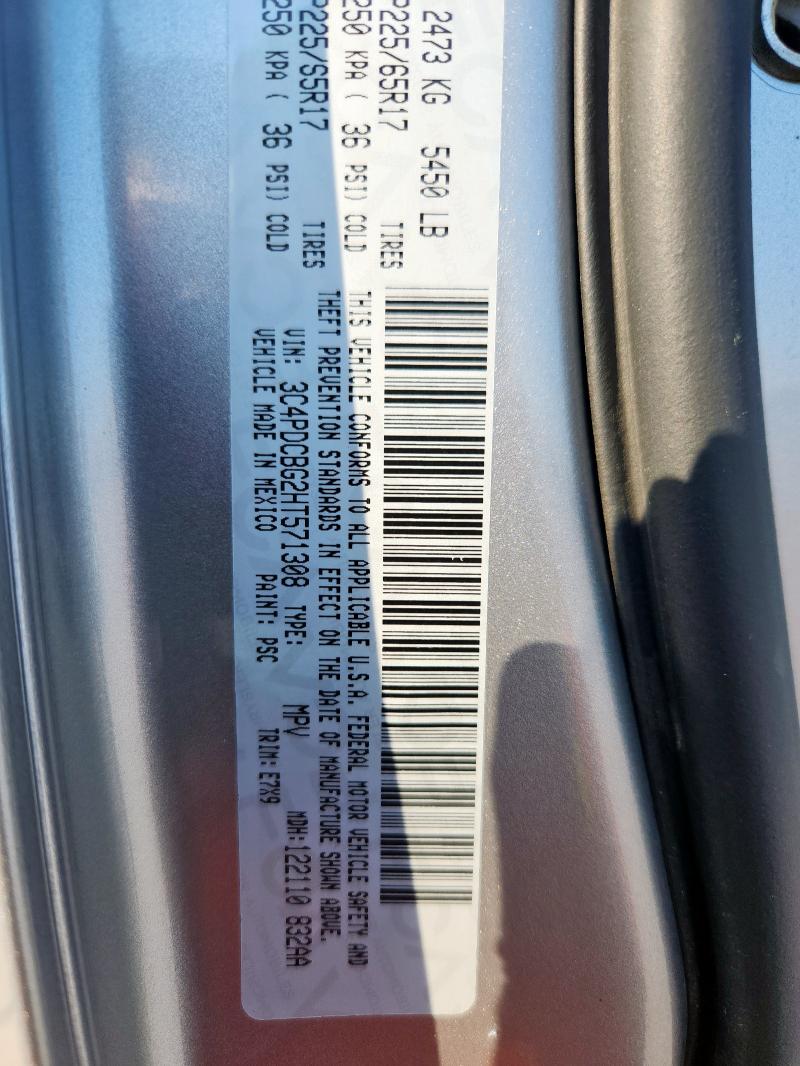 2473 KG 5450 LB
P225/65R17 TIRES
250 KPA ( 36 PSI) COLD
P225/65R17 TIRES
250 KPA ( 36 PSI) COLD
THIS VEHICLE CONFORMS TO ALL APPLICABLE U.S.A. FEDERAL MOTOR VEHICLE SAFETY AND
THEFT PREVENTION STANDARDS IN EFFECT ON THE DATE OF MANUFACTURE SHOWN ABOVE.
VIN: 3C4PDCBG2HT571308 TYPE: MPV MDH:122110 832AA
VEHICLE MADE IN MEXICO PAINT: PSC TRIM: E7X9